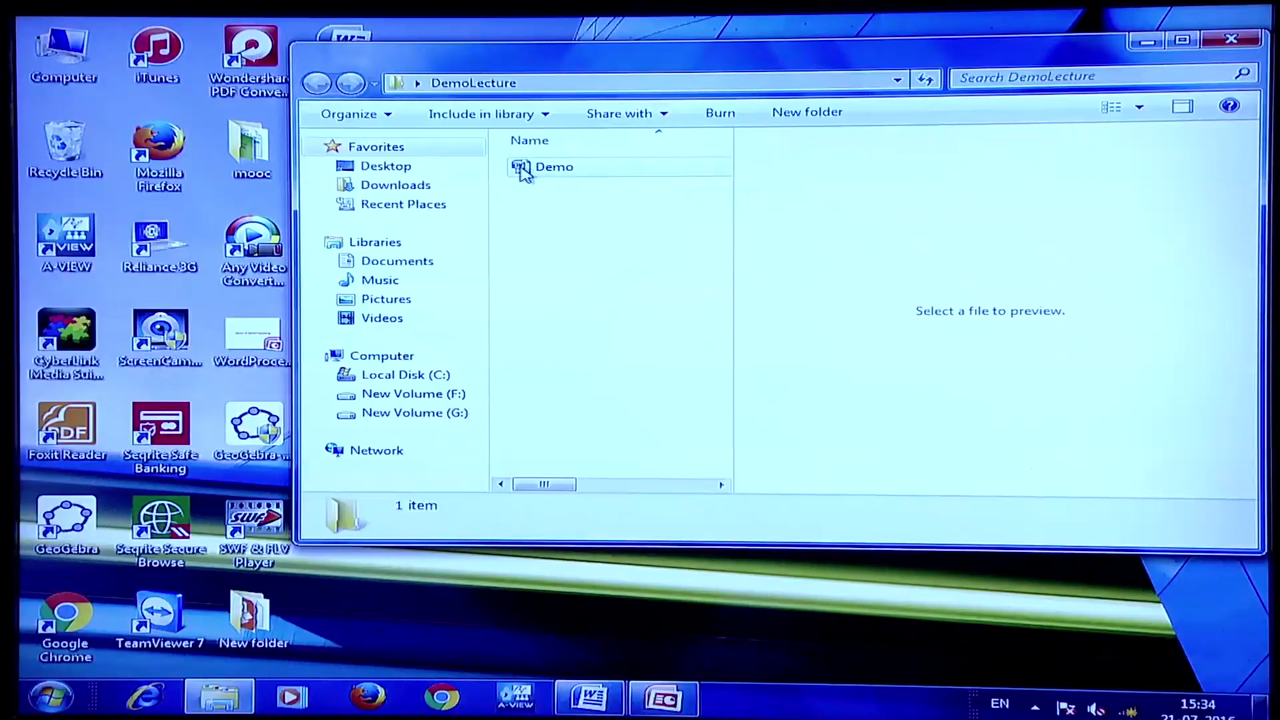 Computer
iTunes
Wondershare
PDF Conve...
Recycle Bin
Mozilla
Firefox
mooc
A-VIEW
Reliance 3G
Any Video
Convert...
CyberLink
Media Sui...
ScreenCam...
WordProce...
Foxit Reader
Seqrite Safe
Banking
GeoGebra-...
GeoGebra
Seqrite Secure
Browse
SWF & FLV
Player
Google
Chrome
TeamViewer 7
New folder
DemoLecture
Search DemoLecture
Organize
Include in library
Share with
Burn
New folder
Favorites
Desktop
Downloads
Recent Places
Libraries
Documents
Music
Pictures
Videos
Computer
Local Disk (C:)
New Volume (F:)
New Volume (G:)
Network
Name
Demo
Select a file to preview.
1 item
A-VIEW
EN
15:34